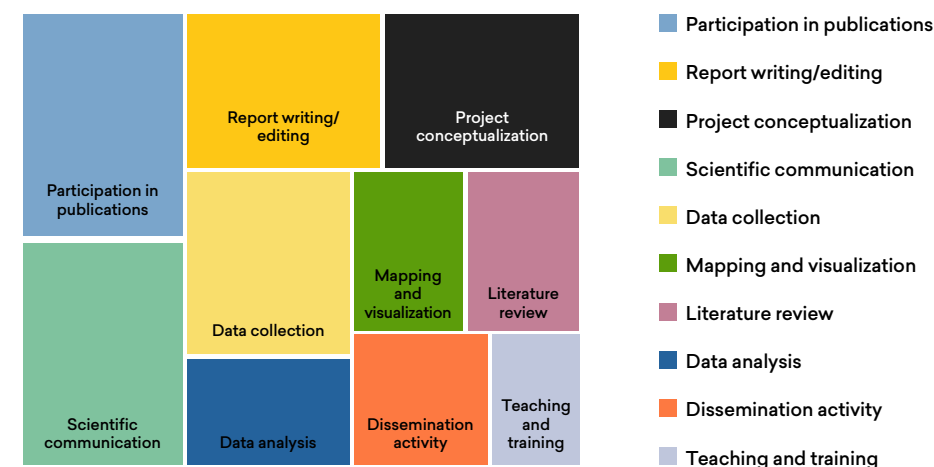 Participation in
publications
Report writing/
editing
Project
conceptualization
Scientific
communication
Data collection
Mapping
and
visualization
Literature
review
Data analysis
Dissemination
activity
Teaching
and
training
Participation in publications
Report writing/editing
Project conceptualization
Scientific communication
Data collection
Mapping and visualization
Literature review
Data analysis
Dissemination activity
Teaching and training